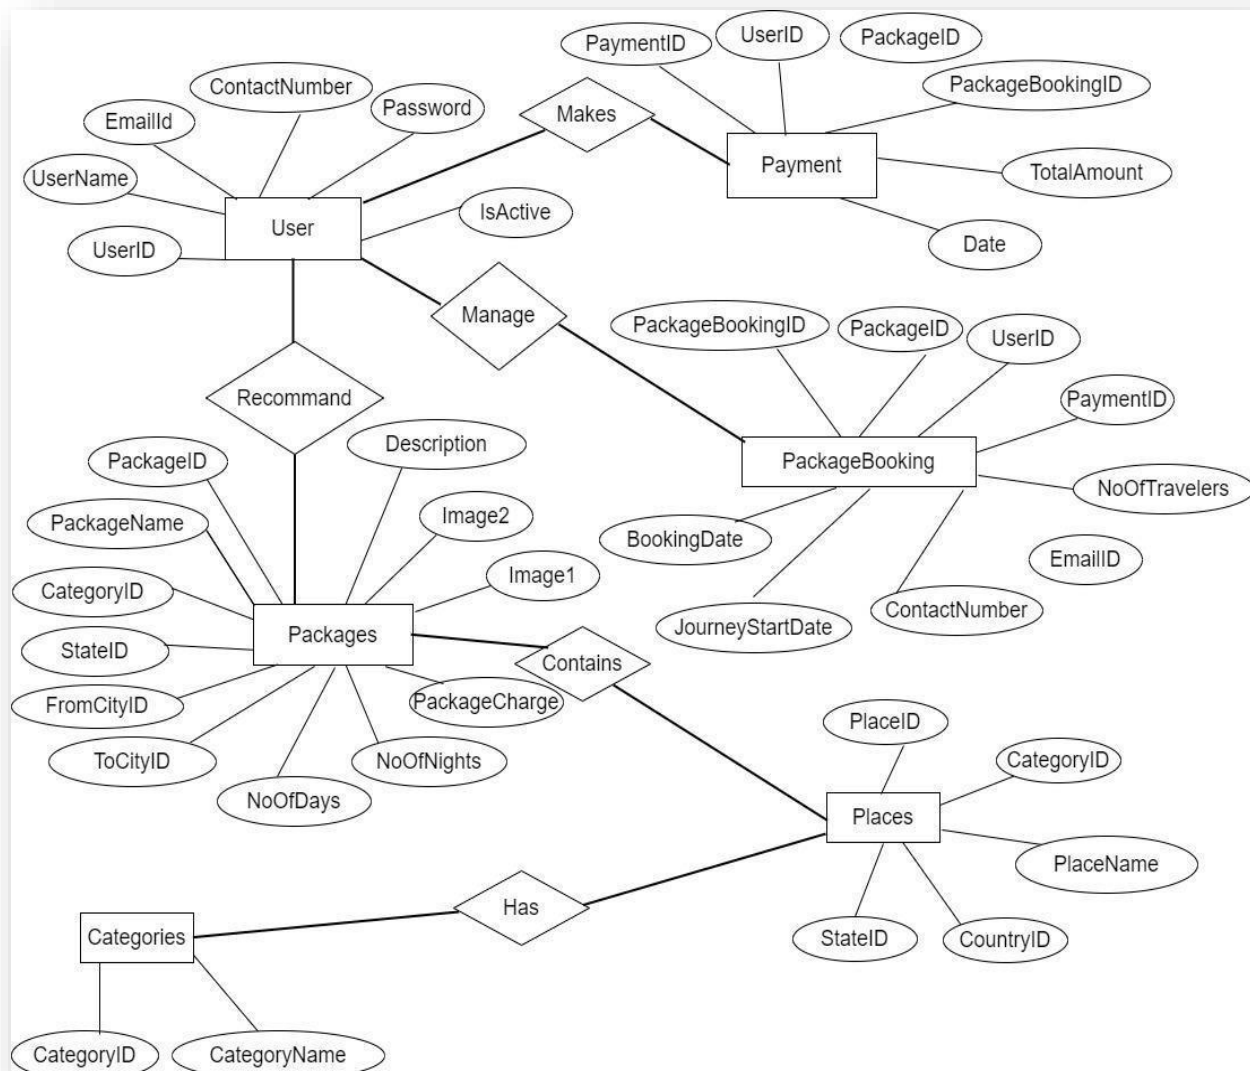 UserID
PackageID
PaymentID
PackageBookingID
ContactNumber
Password
EmailId
Makes
Payment
TotalAmount
UserName
IsActive
User
UserID
Date
Manage
PackageBookingID
PackageID
UserID
Recommand
PaymentID
Description
PackageID
PackageBooking
NoOfTravelers
PackageName
Image2
BookingDate
EmailID
Image1
CategoryID
ContactNumber
JourneyStartDate
Packages
StateID
Contains
PackageCharge
FromCityID
PlaceID
ToCityID
NoOfNights
CategoryID
NoOfDays
Places
PlaceName
Has
Categories
StateID
CountryID
CategoryID
CategoryName